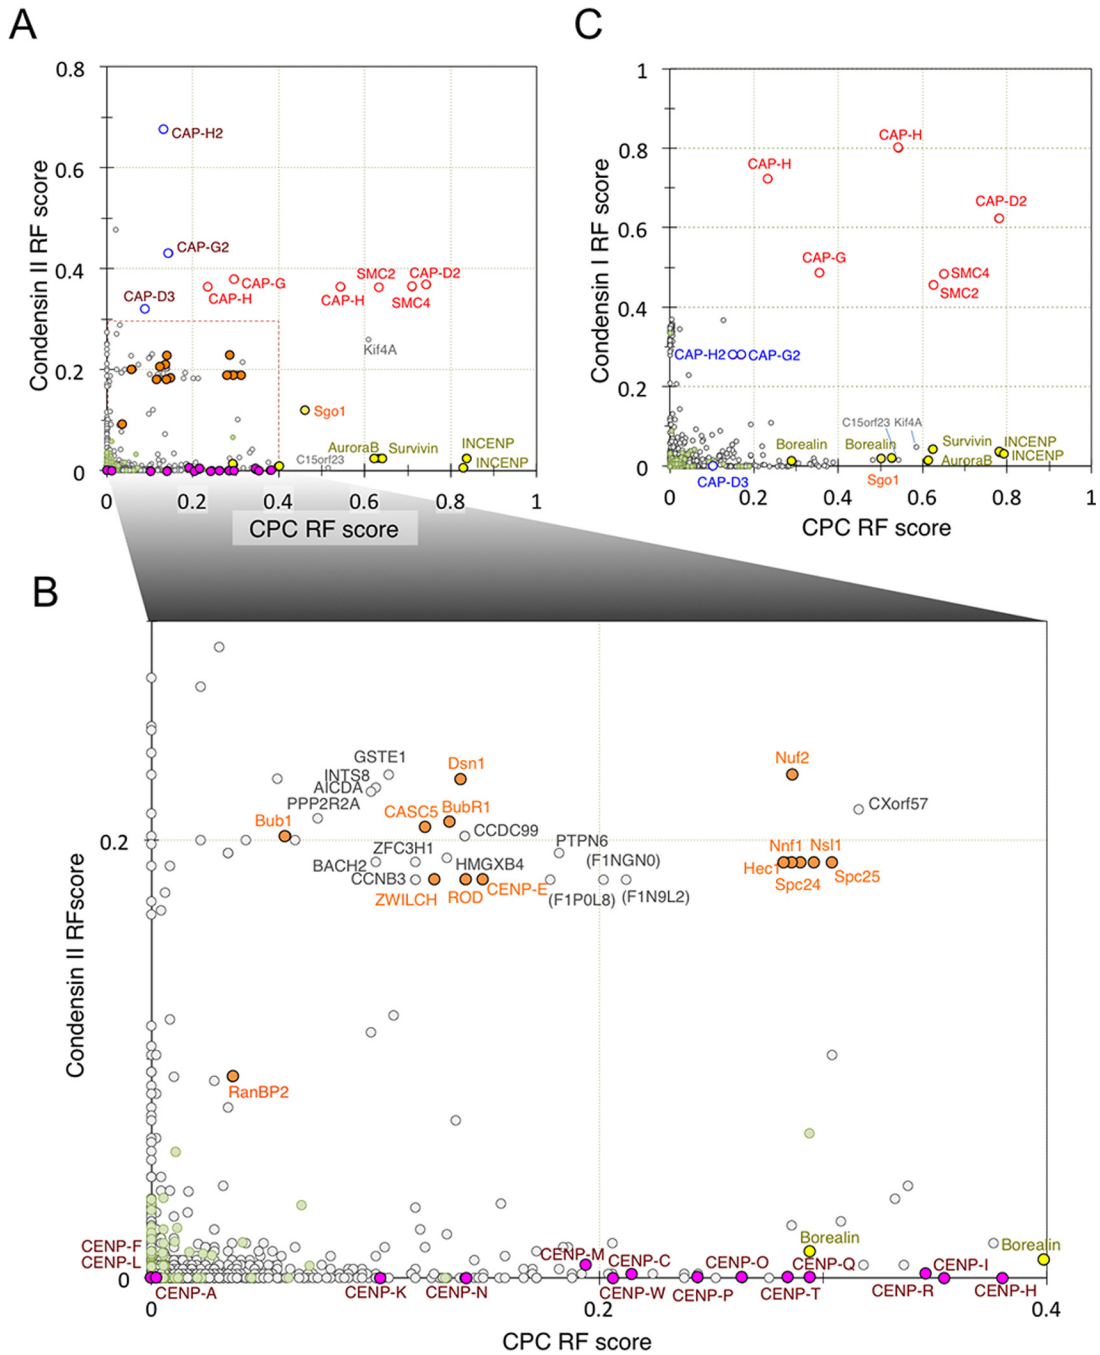 A
C
0.8
0.6
0.4
0.2
0
Condensin II RF score
CAP-H2
CAP-G2
CAP-D3
CAP-G
CAP-H
SMC2
CAP-D2
CAP-H
SMC4
Kif4A
Sgo1
AuroraB
Survivin
INCENP
INCENP
C15orf23
0
0.2
0.4
0.6
0.8
1
CPC RF score
1
0.8
0.6
0.4
0.2
0
Condensin I RF score
CAP-H
CAP-H
CAP-D2
CAP-G
SMC4
SMC2
CAP-H2
CAP-G2
C15orf23
Kif4A
Borealin
Borealin
Survivin
INCENP
INCENP
AuroraB
CAP-D3
Sgo1
0
0.2
0.4
0.6
0.8
1
CPC RF score
B
Condensin II RFscore
0.2
0
GSTE1
INTS8
AICDA
PPP2R2A
Dsn1
Nuf2
CASC5
BubR1
CXorf57
Bub1
CCDC99
PTPN6
ZFC3H1
Nnf1
Nsl1
BACH2
HMGXB4
(F1NGN0)
Hec1
CCNB3
CENP-E
Spc24
Spc25
ZWILCH
ROD
(F1P0L8)
(F1N9L2)
RanBP2
CENP-F
CENP-L
CENP-A
CENP-K
CENP-N
CENP-M
CENP-C
CENP-W
CENP-O
CENP-P
Borealin
CENP-Q
CENP-T
CENP-R
CENP-I
CENP-H
Borealin
0
0.2
0.4
CPC RF score